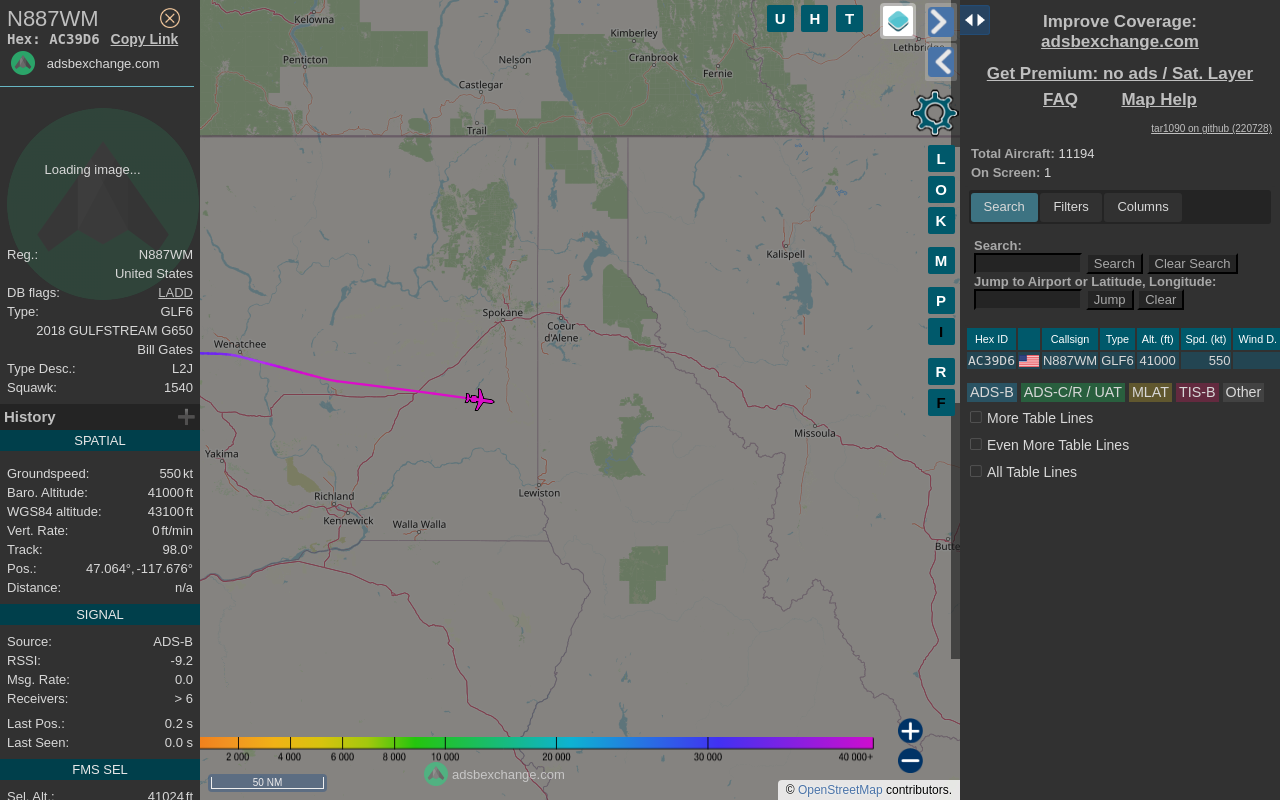 N887WM
Hex: AC39D6 Copy Link
adsbexchange.com
Loading image...
Reg.: N887WM
United States
DB flags: LADD
Type: GLF6
2018 GULFSTREAM G650
Bill Gates
Type Desc.: L2J
Squawk: 1540
History
SPATIAL
Groundspeed: 550 kt
Baro. Altitude: 41000 ft
WGS84 altitude: 43100 ft
Vert. Rate: 0 ft/min
Track: 98.0°
Pos.: 47.064°, -117.676°
Distance: n/a
SIGNAL
Source: ADS-B
RSSI: -9.2
Msg. Rate: 0.0
Receivers: > 6
Last Pos.: 0.2 s
Last Seen: 0.0 s
FMS SEL
Sel. Alt.: 41024 ft
Kelowna
Penticton
Nelson
Castlegar
Trail
Kimberley
Cranbrook
Fernie
Lethbridge
Kalispell
Spokane
Coeur
d'Alene
Wenatchee
Yakima
Richland
Kennewick
Walla Walla
Lewiston
Missoula
Butte
U H T
L
O
K
M
P
I
R
F
2 000 4 000 6 000 8 000 10 000 20 000 30 000 40 000+
50 NM
adsbexchange.com
© OpenStreetMap contributors.
Improve Coverage:
adsbexchange.com
Get Premium: no ads / Sat. Layer
FAQ Map Help
tar1090 on github (220728)
Total Aircraft: 11194
On Screen: 1
Search Filters Columns
Search:
Search Clear Search
Jump to Airport or Latitude, Longitude:
Jump Clear
Hex ID Callsign Type Alt. (ft) Spd. (kt) Wind D.
AC39D6 N887WM GLF6 41000 550
ADS-B ADS-C/R / UAT MLAT TIS-B Other
More Table Lines
Even More Table Lines
All Table Lines